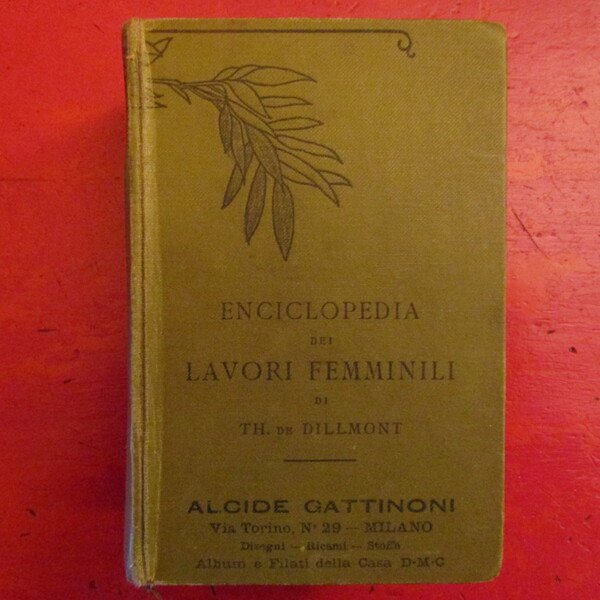 ENCICLOPEDIA
DEI
LAVORI FEMMINILI
DI
TH. DE DILLMONT
ALCIDE GATTINONI
Via Torino, N° 29 — MILANO
Disegni — Ricami — Stoffe
Album e Filati della Casa D·M·C